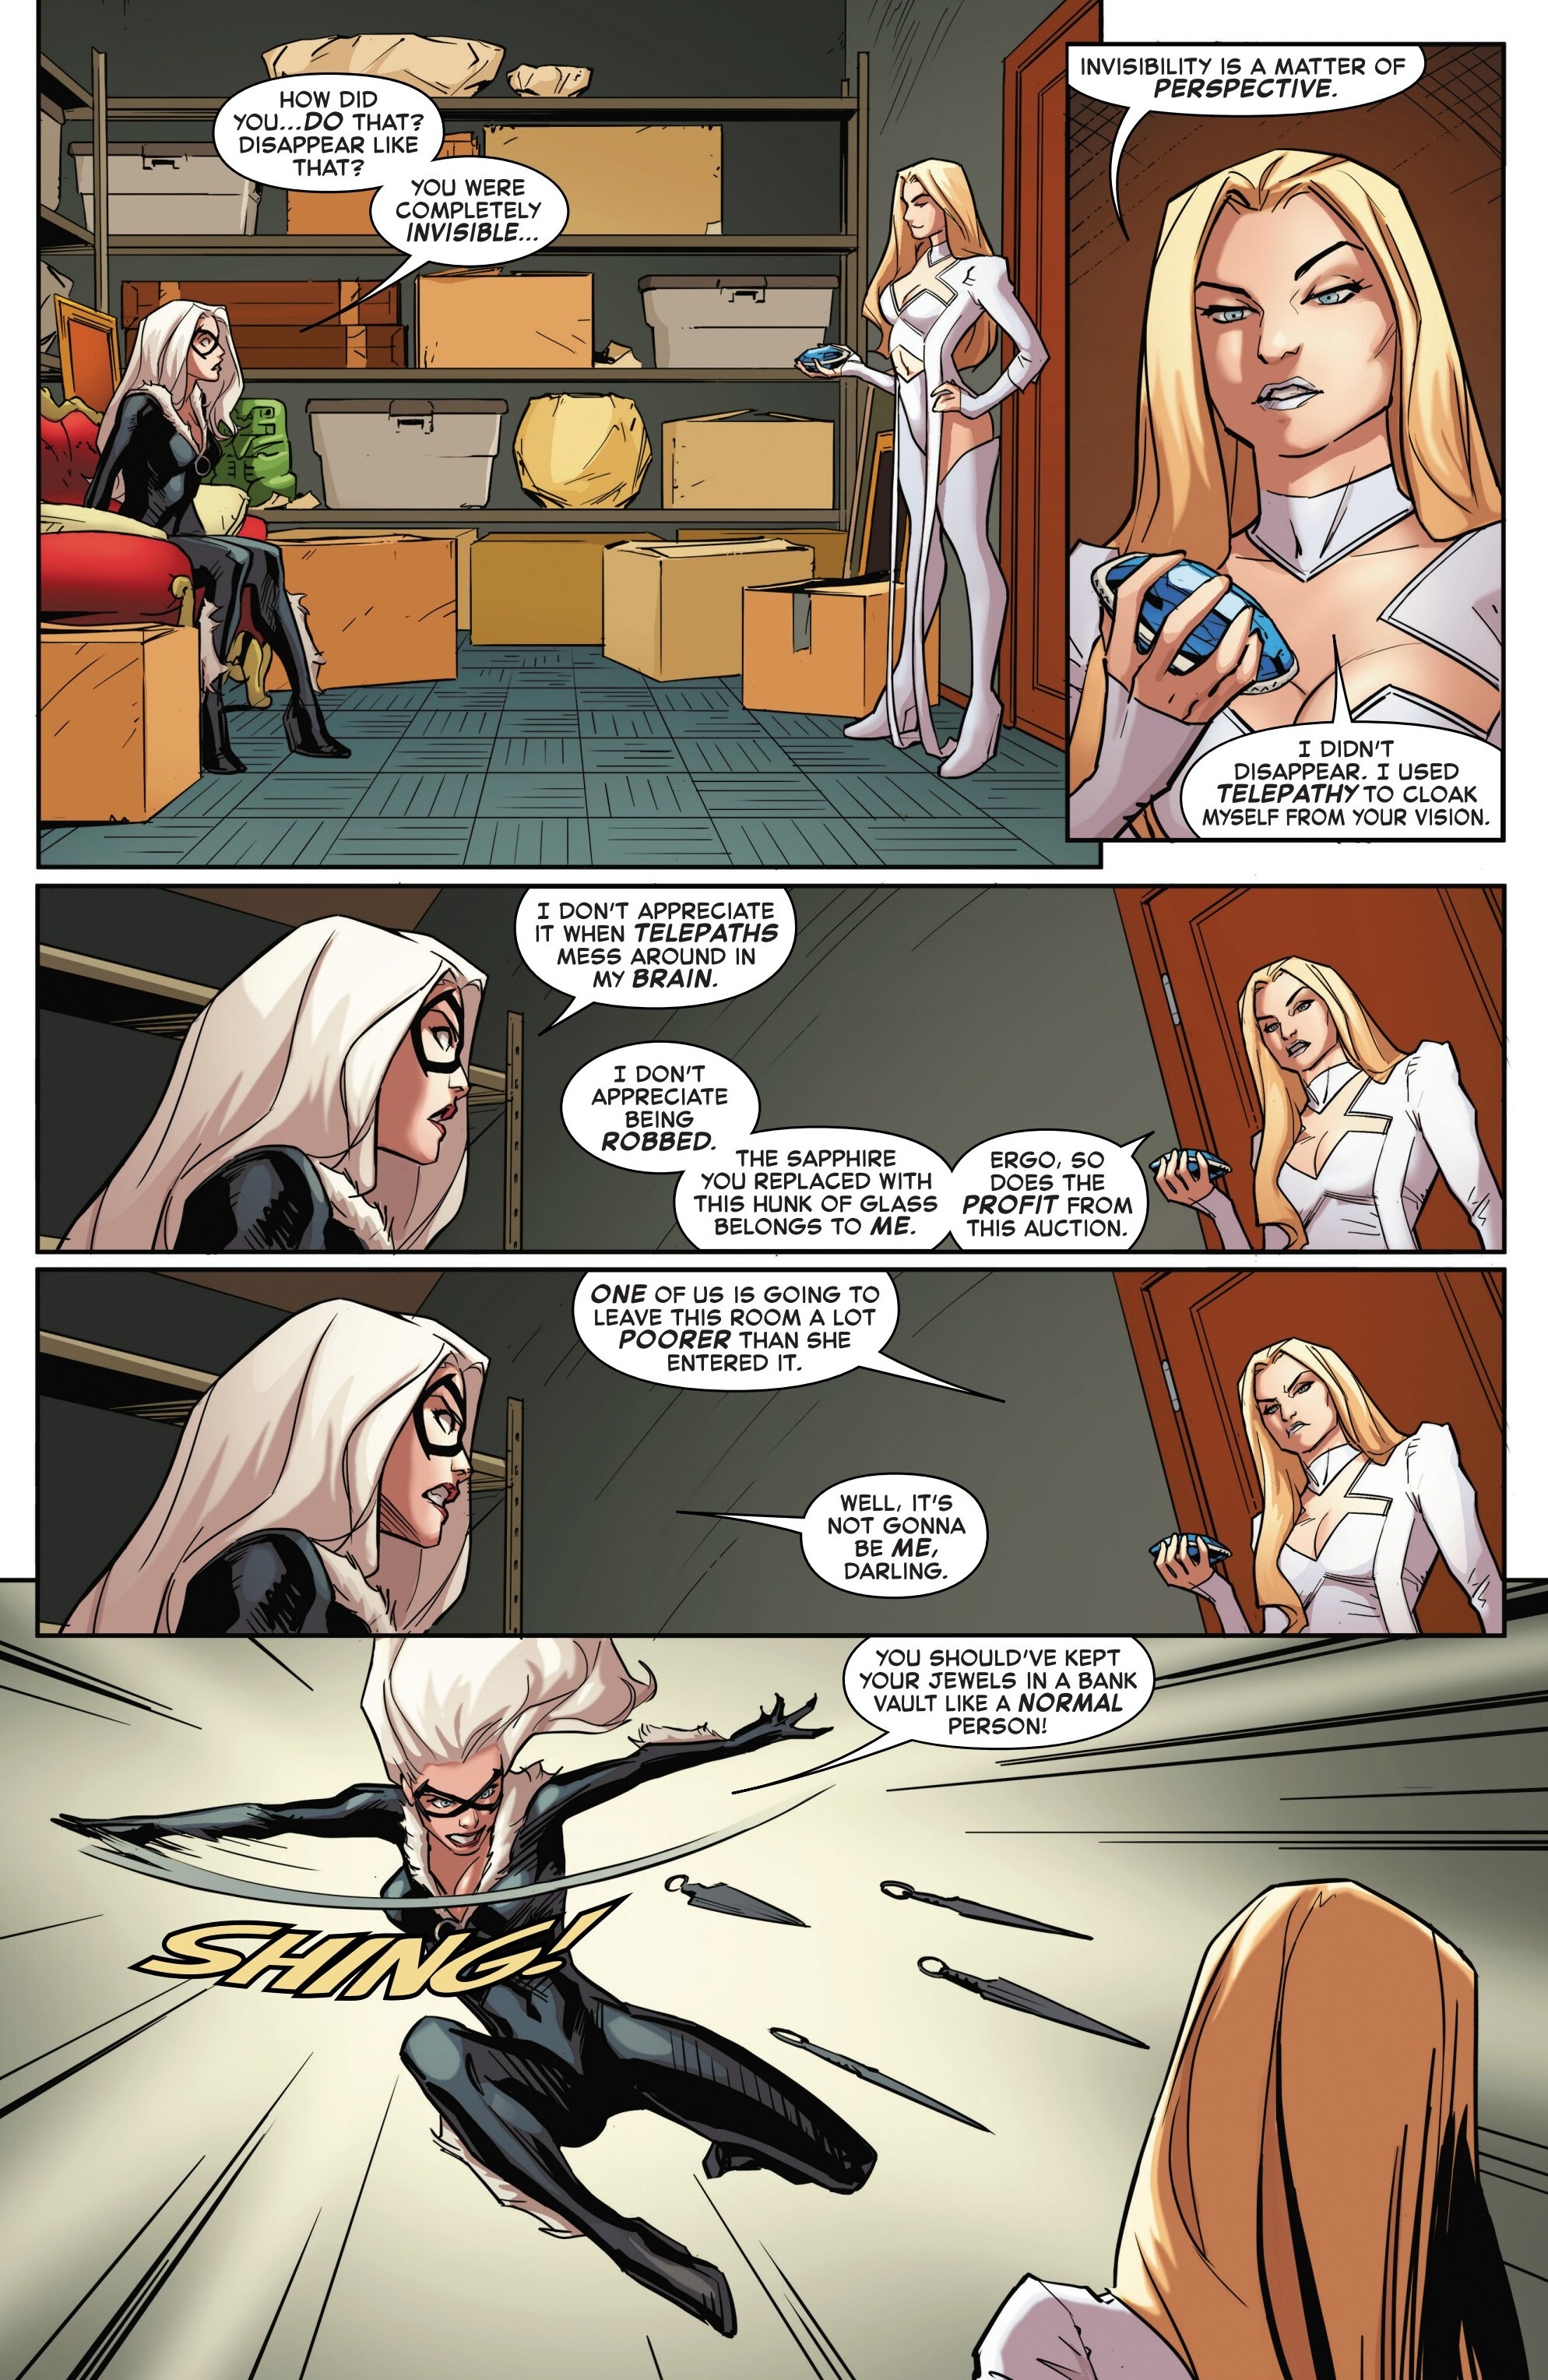 HOW DID
YOU...DO THAT?
DISAPPEAR LIKE
THAT?
YOU WERE
COMPLETELY
INVISIBLE...
INVISIBILITY IS A MATTER OF
PERSPECTIVE.
I DIDN'T
DISAPPEAR. I USED
TELEPATHY TO CLOAK
MYSELF FROM YOUR VISION.
I DON'T APPRECIATE
IT WHEN TELEPATHS
MESS AROUND IN
MY BRAIN.
I DON'T
APPRECIATE
BEING
ROBBED.
THE SAPPHIRE
YOU REPLACED WITH
THIS HUNK OF GLASS
BELONGS TO ME.
ERGO, SO
DOES THE
PROFIT FROM
THIS AUCTION.
ONE OF US IS GOING TO
LEAVE THIS ROOM A LOT
POORER THAN SHE
ENTERED IT.
WELL, IT'S
NOT GONNA
BE ME,
DARLING.
YOU SHOULD'VE KEPT
YOUR JEWELS IN A BANK
VAULT LIKE A NORMAL
PERSON!
SHING!